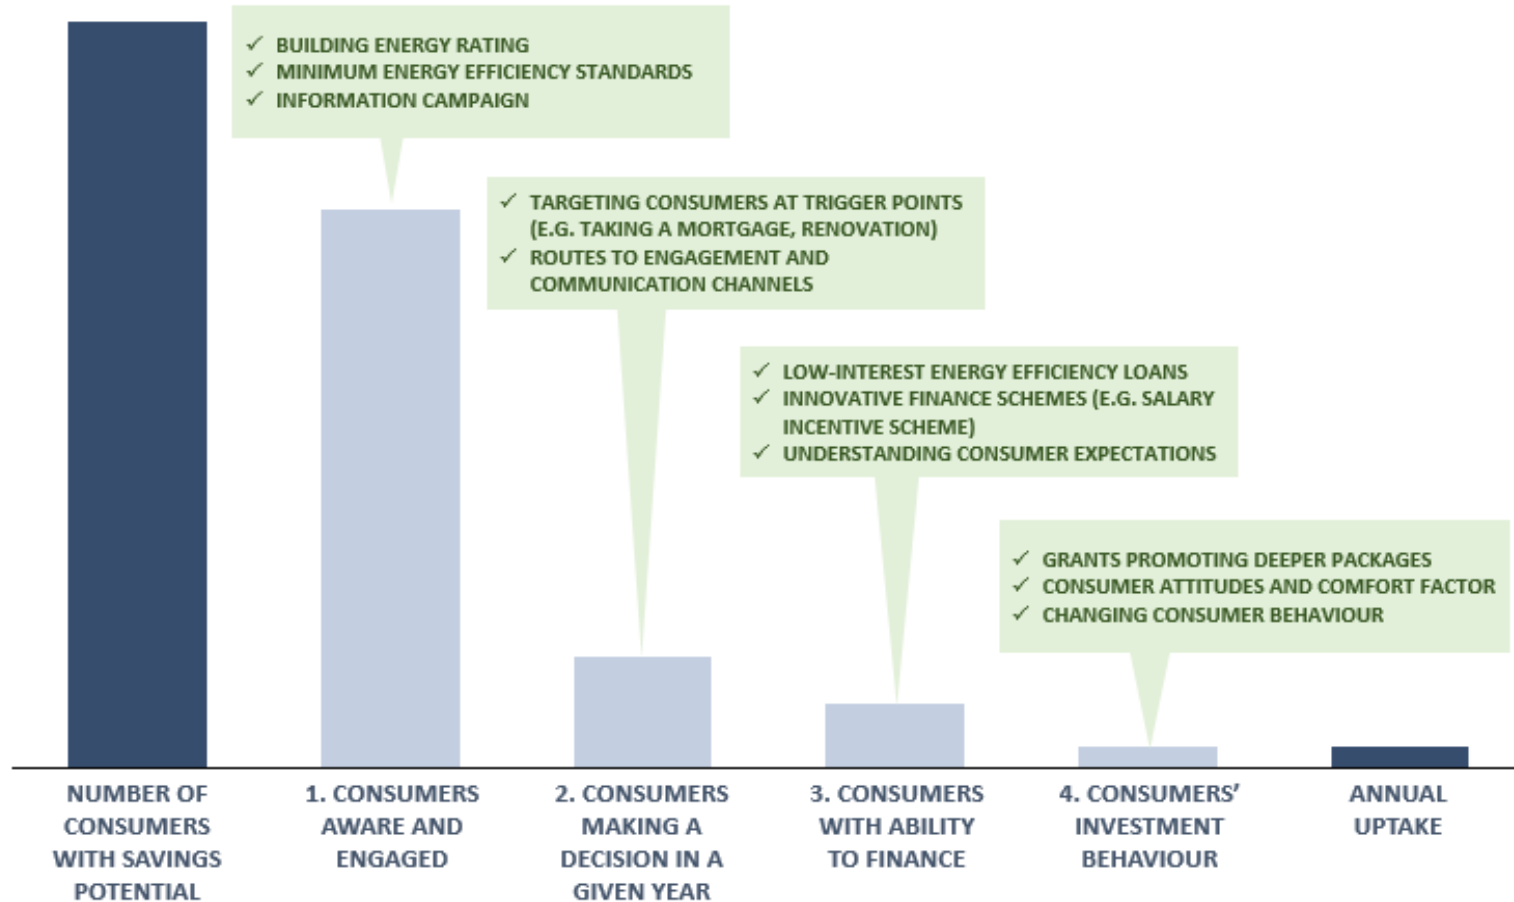 ✓ BUILDING ENERGY RATING
✓ MINIMUM ENERGY EFFICIENCY STANDARDS
✓ INFORMATION CAMPAIGN
✓ TARGETING CONSUMERS AT TRIGGER POINTS
(E.G. TAKING A MORTGAGE, RENOVATION)
✓ ROUTES TO ENGAGEMENT AND
COMMUNICATION CHANNELS
✓ LOW-INTEREST ENERGY EFFICIENCY LOANS
✓ INNOVATIVE FINANCE SCHEMES (E.G. SALARY
INCENTIVE SCHEME)
✓ UNDERSTANDING CONSUMER EXPECTATIONS
✓ GRANTS PROMOTING DEEPER PACKAGES
✓ CONSUMER ATTITUDES AND COMFORT FACTOR
✓ CHANGING CONSUMER BEHAVIOUR
NUMBER OF
CONSUMERS
WITH SAVINGS
POTENTIAL
1. CONSUMERS
AWARE AND
ENGAGED
2. CONSUMERS
MAKING A
DECISION IN A
GIVEN YEAR
3. CONSUMERS
WITH ABILITY
TO FINANCE
4. CONSUMERS’
INVESTMENT
BEHAVIOUR
ANNUAL
UPTAKE